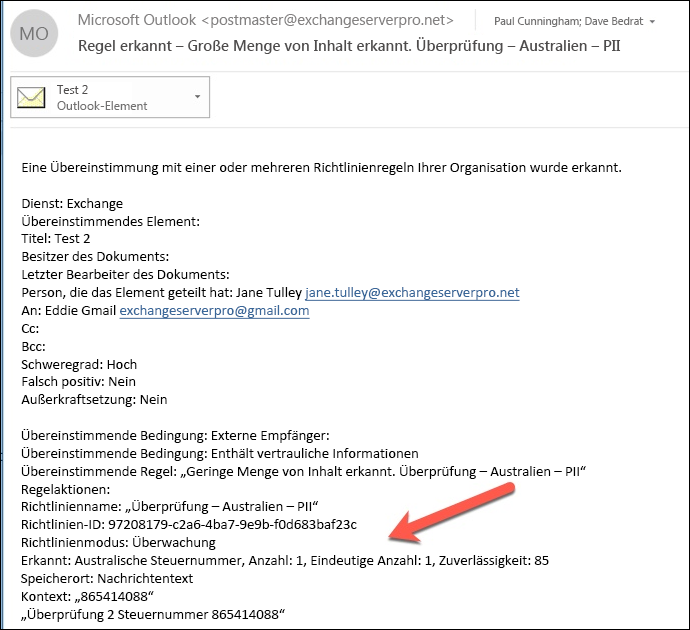 MO
Microsoft Outlook <postmaster@exchangeserverpro.net>
Paul Cunningham; Dave Bedrat
Regel erkannt – Große Menge von Inhalt erkannt. Überprüfung – Australien – PII
Test 2
Outlook-Element
Eine Übereinstimmung mit einer oder mehreren Richtlinienregeln Ihrer Organisation wurde erkannt.
Dienst: Exchange
Übereinstimmendes Element:
Titel: Test 2
Besitzer des Dokuments:
Letzter Bearbeiter des Dokuments:
Person, die das Element geteilt hat: Jane Tulley jane.tulley@exchangeserverpro.net
An: Eddie Gmail exchangeserverpro@gmail.com
Cc:
Bcc:
Schweregrad: Hoch
Falsch positiv: Nein
Außerkraftsetzung: Nein
Übereinstimmende Bedingung: Externe Empfänger:
Übereinstimmende Bedingung: Enthält vertrauliche Informationen
Übereinstimmende Regel: „Geringe Menge von Inhalt erkannt. Überprüfung – Australien – PII“
Regelaktionen:
Richtlinienname: „Überprüfung – Australien – PII“
Richtlinien-ID: 97208179-c2a6-4ba7-9e9b-f0d683baf23c
Richtlinienmodus: Überwachung
Erkannt: Australische Steuernummer, Anzahl: 1, Eindeutige Anzahl: 1, Zuverlässigkeit: 85
Speicherort: Nachrichtentext
Kontext: „865414088“
„Überprüfung 2 Steuernummer 865414088“